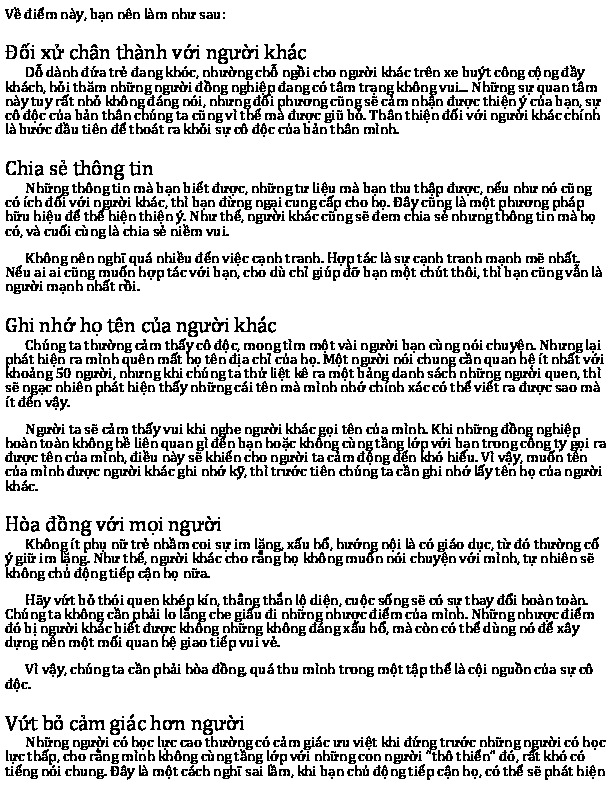 Về điểm này, bạn nên làm như sau:
Đối xử chân thành với người khác
Dỗ dành đứa trẻ đang khóc, nhường chỗ ngồi cho người khác trên xe buýt công cộng đầy
khách, hỏi thăm những người đồng nghiệp đang có tâm trạng không vui... Những sự quan tâm
này tuy rất nhỏ không đáng nói, nhưng đối phương cũng sẽ cảm nhận được thiện ý của bạn, sự
cô độc của bản thân chúng ta cũng vì thế mà được giũ bỏ. Thân thiện đối với người khác chính
là bước đầu tiên để thoát ra khỏi sự cô độc của bản thân mình.
Chia sẻ thông tin
Những thông tin mà bạn biết được, những tư liệu mà bạn thu thập được, nếu như nó cũng
có ích đối với người khác, thì bạn đừng ngại cung cấp cho họ. Đây cũng là một phương pháp
hữu hiệu để thể hiện thiện ý. Như thế, người khác cũng sẽ đem chia sẻ nhưng thông tin mà họ
có, và cuối cùng là chia sẻ niềm vui.
Không nên nghĩ quá nhiều đến việc cạnh tranh. Hợp tác là sự cạnh tranh mạnh mẽ nhất.
Nếu ai ai cũng muốn hợp tác với bạn, cho dù chỉ giúp đỡ bạn một chút thôi, thì bạn cũng vẫn là
người mạnh nhất rồi.
Ghi nhớ họ tên của người khác
Chúng ta thường cảm thấy cô độc, mong tìm một vài người bạn cùng nói chuyện. Nhưng lại
phát hiện ra mình quên mất họ tên địa chỉ của họ. Một người nói chung cần quan hệ ít nhất với
khoảng 50 người, nhưng khi chúng ta thử liệt kê ra một bảng danh sách những người quen, thì
sẽ ngạc nhiên phát hiện thấy những cái tên mà mình nhớ chính xác có thể viết ra được sao mà
ít đến vậy.
Người ta sẽ cảm thấy vui khi nghe người khác gọi tên của mình. Khi những đồng nghiệp
hoàn toàn không hề liên quan gì đến bạn hoặc không cùng tầng lớp với bạn trong công ty gọi ra
được tên của mình, điều này sẽ khiến cho người ta cảm động đến khó hiểu. Vì vậy, muốn tên
của mình được người khác ghi nhớ kỹ, thì trước tiên chúng ta cần ghi nhớ lấy tên họ của người
khác.
Hòa đồng với mọi người
Không ít phụ nữ trẻ nhầm coi sự im lặng, xấu hổ, hướng nội là có giáo dục, từ đó thường cố
ý giữ im lặng. Như thế, người khác cho rằng họ không muốn nói chuyện với mình, tự nhiên sẽ
không chủ động tiếp cận họ nữa.
Hãy vứt bỏ thói quen khép kín, thẳng thắn lộ diện, cuộc sống sẽ có sự thay đổi hoàn toàn.
Chúng ta không cần phải lo lắng che giấu đi những nhược điểm của mình. Những nhược điểm
đó bị người khác biết được không những không đáng xấu hổ, mà còn có thể dùng nó để xây
dựng nên một mối quan hệ giao tiếp vui vẻ.
Vì vậy, chúng ta cần phải hòa đồng, quá thu mình trong một tập thể là cội nguồn của sự cô
độc.
Vứt bỏ cảm giác hơn người
Những người có học lực cao thường có cảm giác ưu việt khi đứng trước những người có học
lực thấp, cho rằng mình không cùng tầng lớp với những con người "thô thiển" đó, rất khó có
tiếng nói chung. Đây là một cách nghĩ sai lầm, khi bạn chủ động tiếp cận họ, có thể sẽ phát hiện